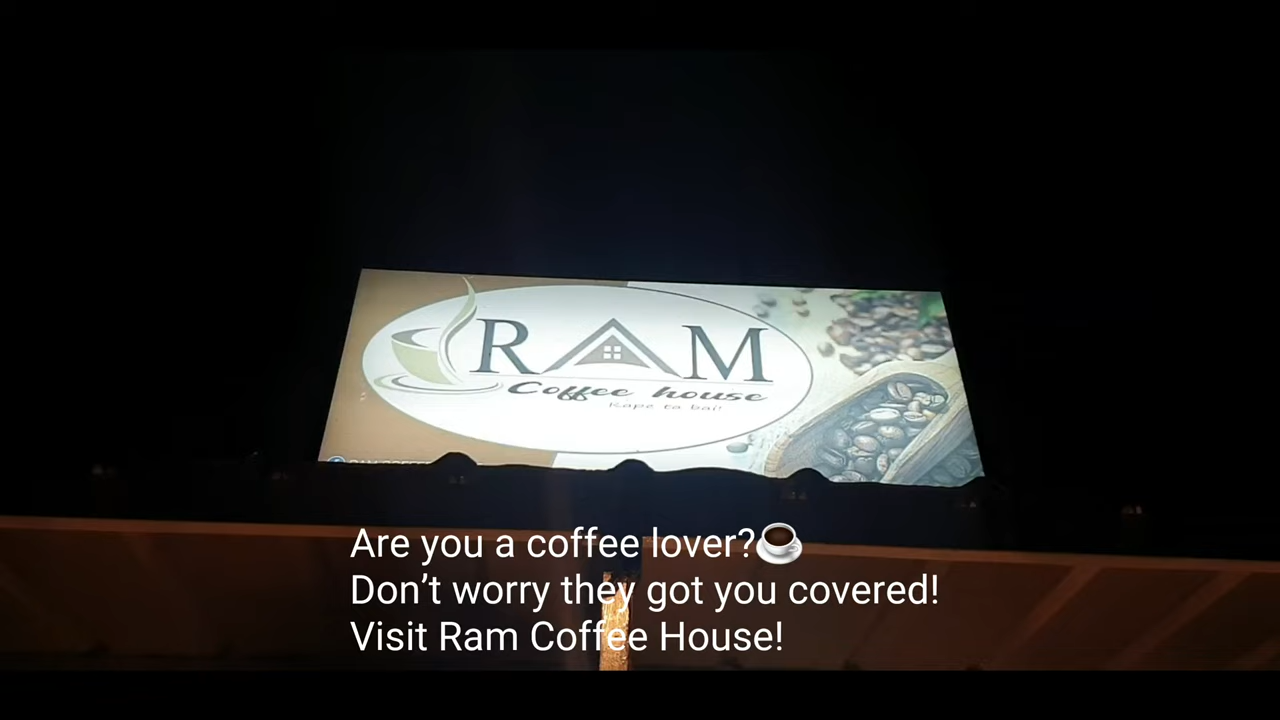 RAM
Coffee house
Kape ta bai!
Are you a coffee lover?☕
Don't worry they got you covered!
Visit Ram Coffee House!